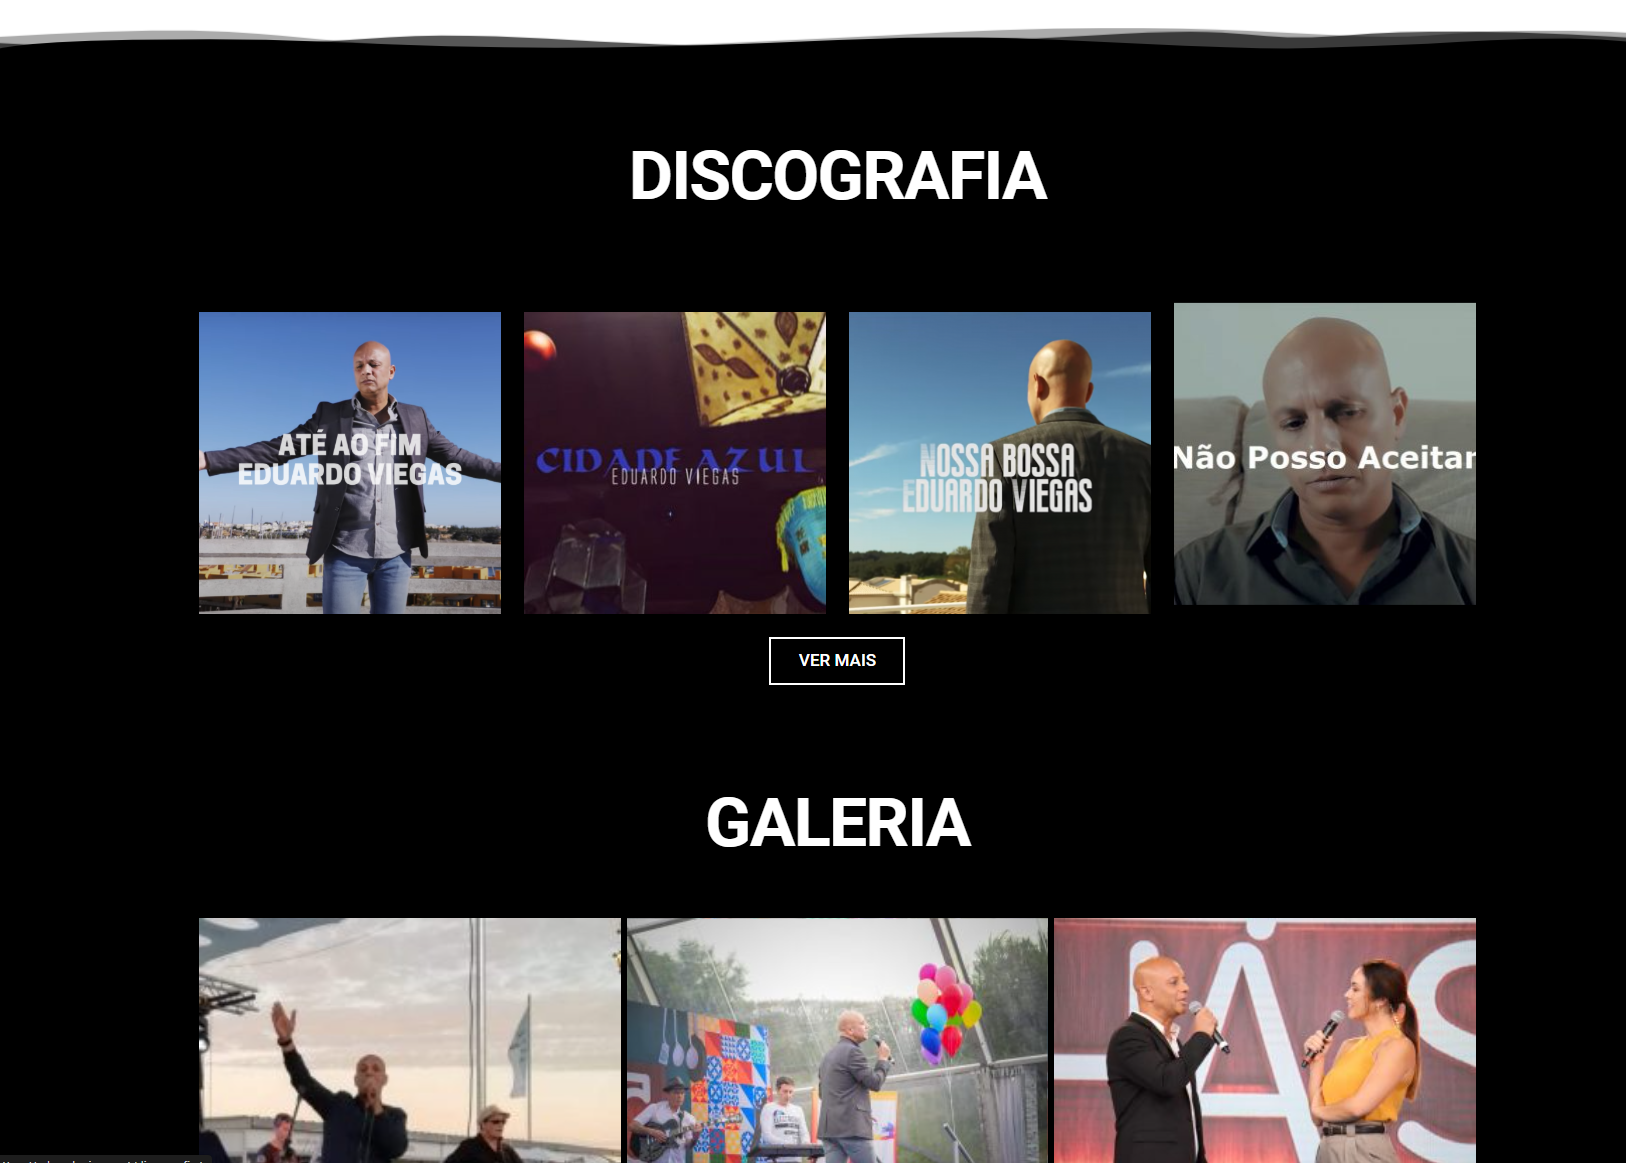 DISCOGRAFIA
ATÉ AO FIM
EDUARDO VIEGAS
CIDADE AZUL
EDUARDO VIEGAS
NOSSA BOSSA
EDUARDO VIEGAS
Não Posso Aceitar
VER MAIS
GALERIA